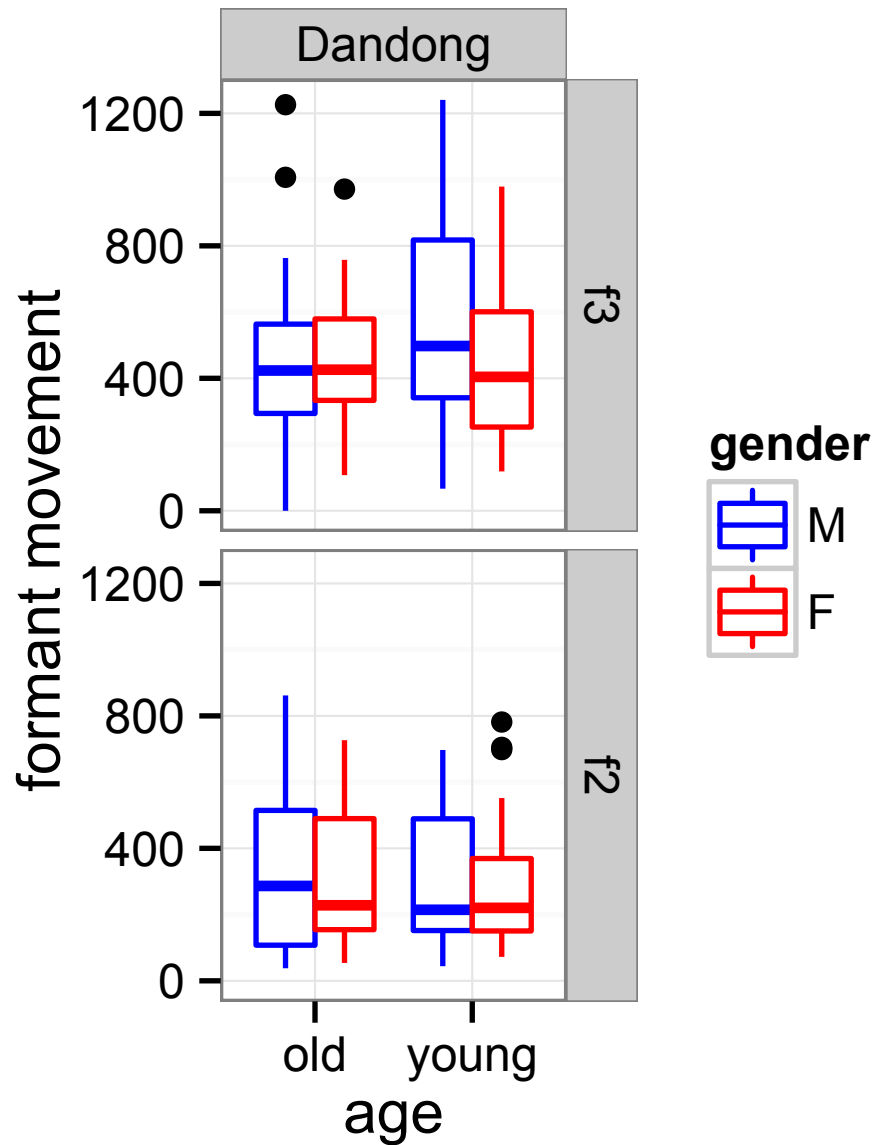 Dandong
formant movement
1200
800
400
0
f3
1200
800
400
0
f2
old young
age
gender
M
F